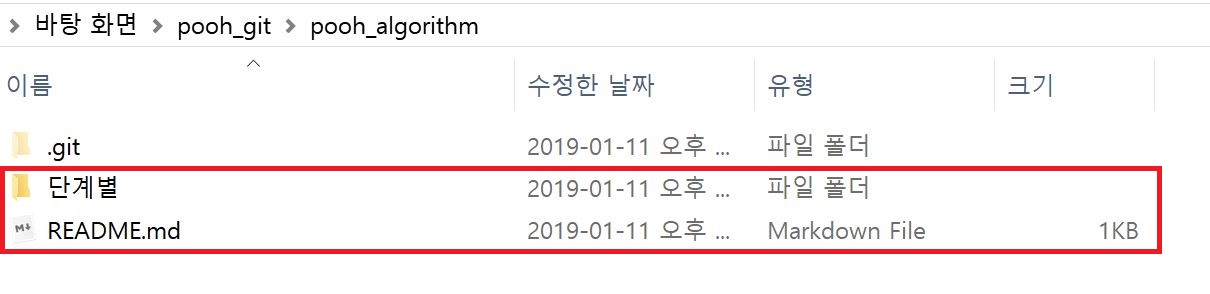 > 바탕 화면 > pooh_git > pooh_algorithm
이름 수정한 날짜 유형 크기
.git 2019-01-11 오후 ... 파일 폴더
단계별 2019-01-11 오후 ... 파일 폴더
M↓ README.md 2019-01-11 오후 ... Markdown File 1KB